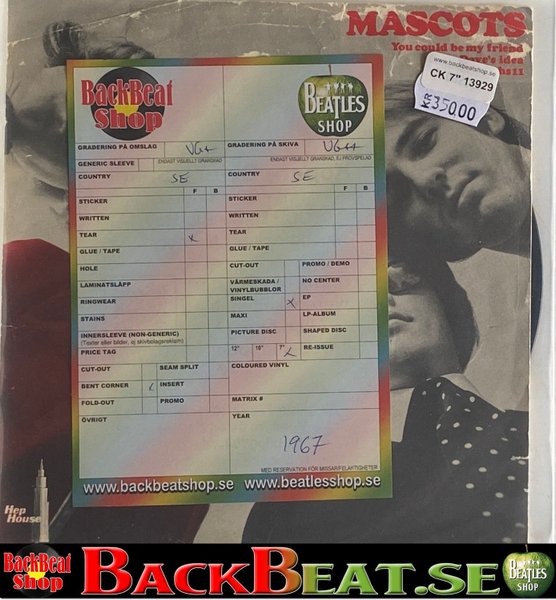 MASCOTS
You could be my friend
Dave's idea
ns11
www.backbeatshop.se
CK 7" 13929
350.00
BackBeat
Shop
BEATLES
SHOP
GRADERING PÅ OMSLAG VG+
GRADERING PÅ SKIVA VG++
GENERIC SLEEVE
ENDAST VISUELLT GRANSKAD
ENDAST VISUELLT GRANSKAD, EJ PROVSPELAD
COUNTRY SE
COUNTRY SE
F B
F B
STICKER
STICKER
WRITTEN
WRITTEN
TEAR x
TEAR
GLUE / TAPE
GLUE / TAPE
HOLE
CUT-OUT
PROMO / DEMO
LAMINATSLÄPP
VÄRMESKADA /
VINYLBUBBLOR
NO CENTER
RINGWEAR
SINGEL x
EP
STAINS
MAXI
LP-ALBUM
INNERSLEEVE (NON-GENERIC)
(Texter eller bilder, ej skivbolagsreklam)
PICTURE DISC
SHAPED DISC
PRICE TAG
12" 10" 7" x
RE-ISSUE
CUT-OUT
SEAM SPLIT
COLOURED VINYL
BENT CORNER
INSERT
FOLD-OUT
PROMO
MATRIX #
ÖVRIGT
YEAR
1967
MED RESERVATION FÖR MISSAR/FELAKTIGHETER
www.backbeatshop.se www.beatlesshop.se
Hep
House
BackBeat
Shop
BACKBEAT.SE
BEATLES
SHOP